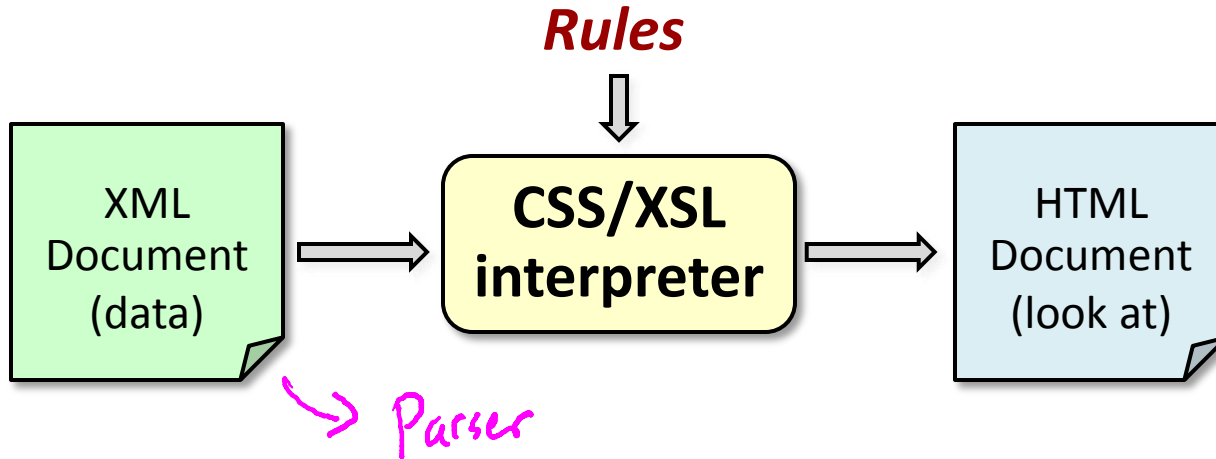 Rules
XML
Document
(data)
CSS/XSL
interpreter
HTML
Document
(look at)
Parser